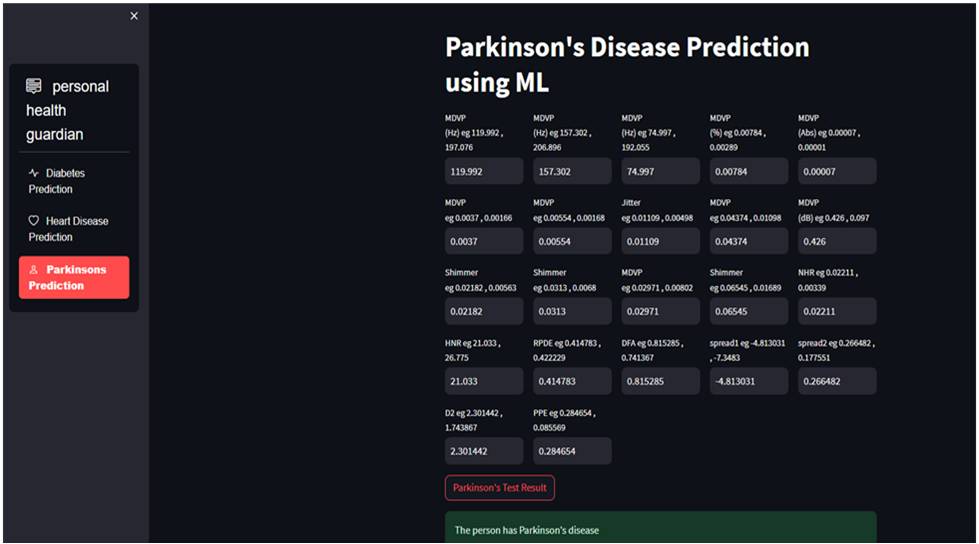 ×
personal
health
guardian
Diabetes
Prediction
Heart Disease
Prediction
Parkinsons
Prediction
Parkinson's Disease Prediction
using ML
MDVP
(Hz) eg 119.992 ,
197.076
119.992
MDVP
(Hz) eg 157.302 ,
206.896
157.302
MDVP
(Hz) eg 74.997 ,
192.055
74.997
MDVP
(%) eg 0.00784 ,
0.00289
0.00784
MDVP
(Abs) eg 0.00007 ,
0.00001
0.00007
MDVP
eg 0.0037 , 0.00166
0.0037
MDVP
eg 0.00554 , 0.00168
0.00554
Jitter
eg 0.01109 , 0.00498
0.01109
MDVP
eg 0.04374 , 0.01098
0.04374
MDVP
(dB) eg 0.426 , 0.097
0.426
Shimmer
eg 0.02182 , 0.00563
0.02182
Shimmer
eg 0.0313 , 0.0068
0.0313
MDVP
eg 0.02971 , 0.00802
0.02971
Shimmer
eg 0.06545 , 0.01689
0.06545
NHR eg 0.02211 ,
0.00339
0.02211
HNR eg 21.033 ,
26.775
21.033
RPDE eg 0.414783 ,
0.422229
0.414783
DFA eg 0.815285 ,
0.741367
0.815285
spread1 eg -4.813031
, -7.3483
-4.813031
spread2 eg 0.266482 ,
0.177551
0.266482
D2 eg 2.301442 ,
1.743867
2.301442
PPE eg 0.284654 ,
0.085569
0.284654
Parkinson's Test Result
The person has Parkinson's disease